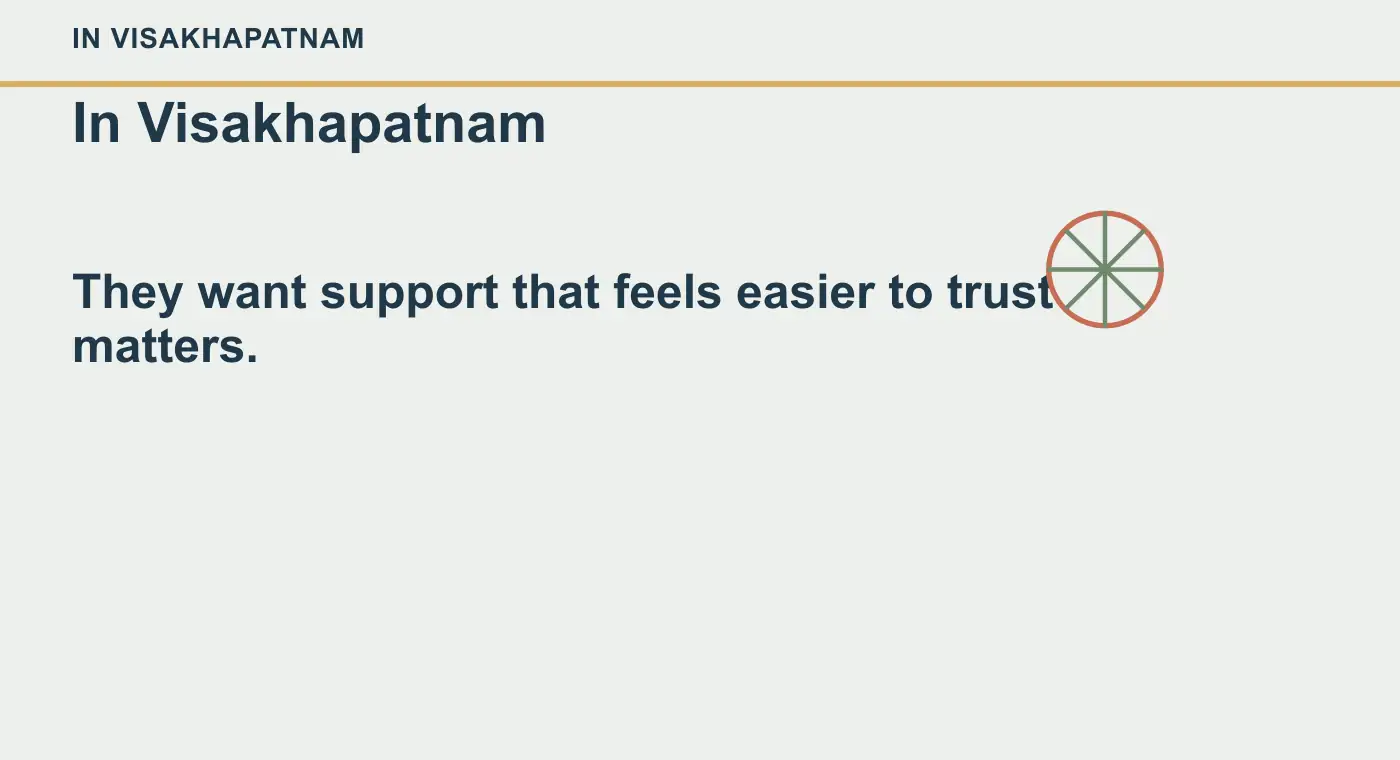 IN VISAKHAPATNAM
In Visakhapatnam
They want support that feels easier to trust
matters.